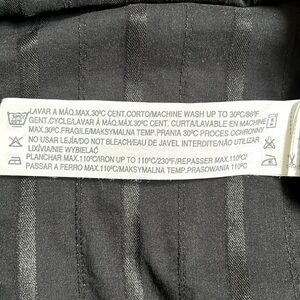 LAVAR A MÁQ.MAX.30ºC CENT.CORTO/MACHINE WASH UP TO 30ºC/86ºF
GENT.CYCLE/LAVAR À MÁQ.MÁX.30ºC CENT. CURTA/LAVABLE EN MACHINE
MAX.30ºC.FRAGILE/MAKSYMALNA TEMP.PRANIA 30ºC PROCES OCHRONNY
NO USAR LEJÍA/DO NOT BLEACH/EAU DE JAVEL INTERDITE/NÃO UTILIZAR
LIXÍVIA/NIE WYBIELAĆ
PLANCHAR MAX.110ºC/IRON UP TO 110ºC/230ºF/REPASSER MAX.110ºC/
PASSAR A FERRO MAX.110ºC/MAKSYMALNA TEMP.PRASOWANIA 110ºC